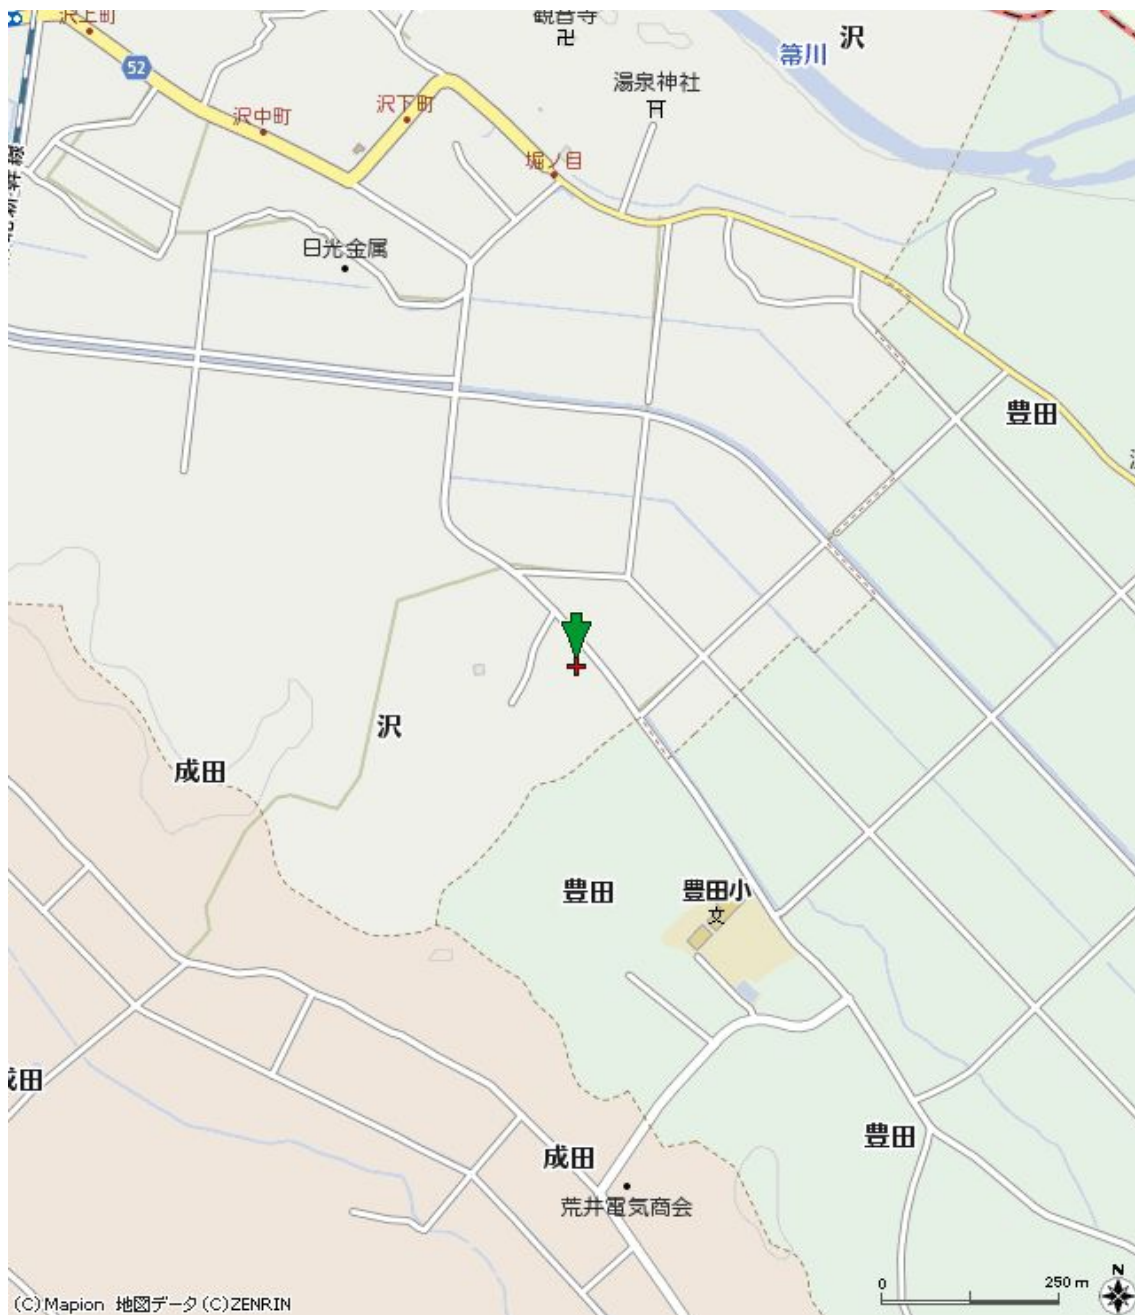 沢上町
観音寺
沢
箒川
52
湯泉神社
沢下町
沢中町
堀ノ目
日光金属
豊田
沢
成田
豊田
豊田小
文
成田
豊田
成田
荒井電気商会
0
250 m
N
(C)Mapion 地図データ(C)ZENRIN